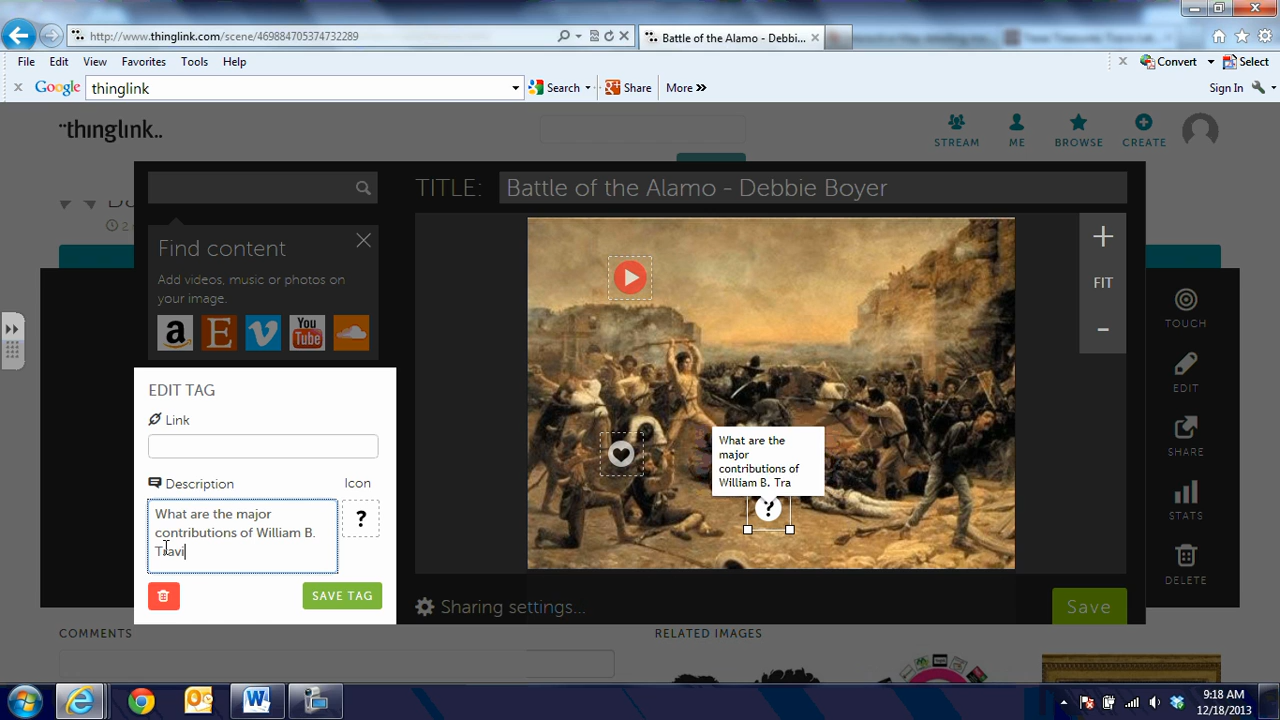 http://www.thinglink.com/scene/469884705374732289
Battle of the Alamo - Debbi...
File Edit View Favorites Tools Help
Convert Select
Google thinglink Search Share More »
Sign In
··thinglink..
STREAM ME BROWSE CREATE
TITLE: Battle of the Alamo - Debbie Boyer
Find content
Add videos, music or photos on
your image.
a E V You Tube
+
FIT
-
TOUCH
EDIT
SHARE
STATS
DELETE
EDIT TAG
Link
Description Icon
What are the major
contributions of William B.
Travi
?
SAVE TAG
What are the
major
contributions of
William B. Tra
?
Sharing settings...
Save
COMMENTS
RELATED IMAGES
9:18 AM
12/18/2013